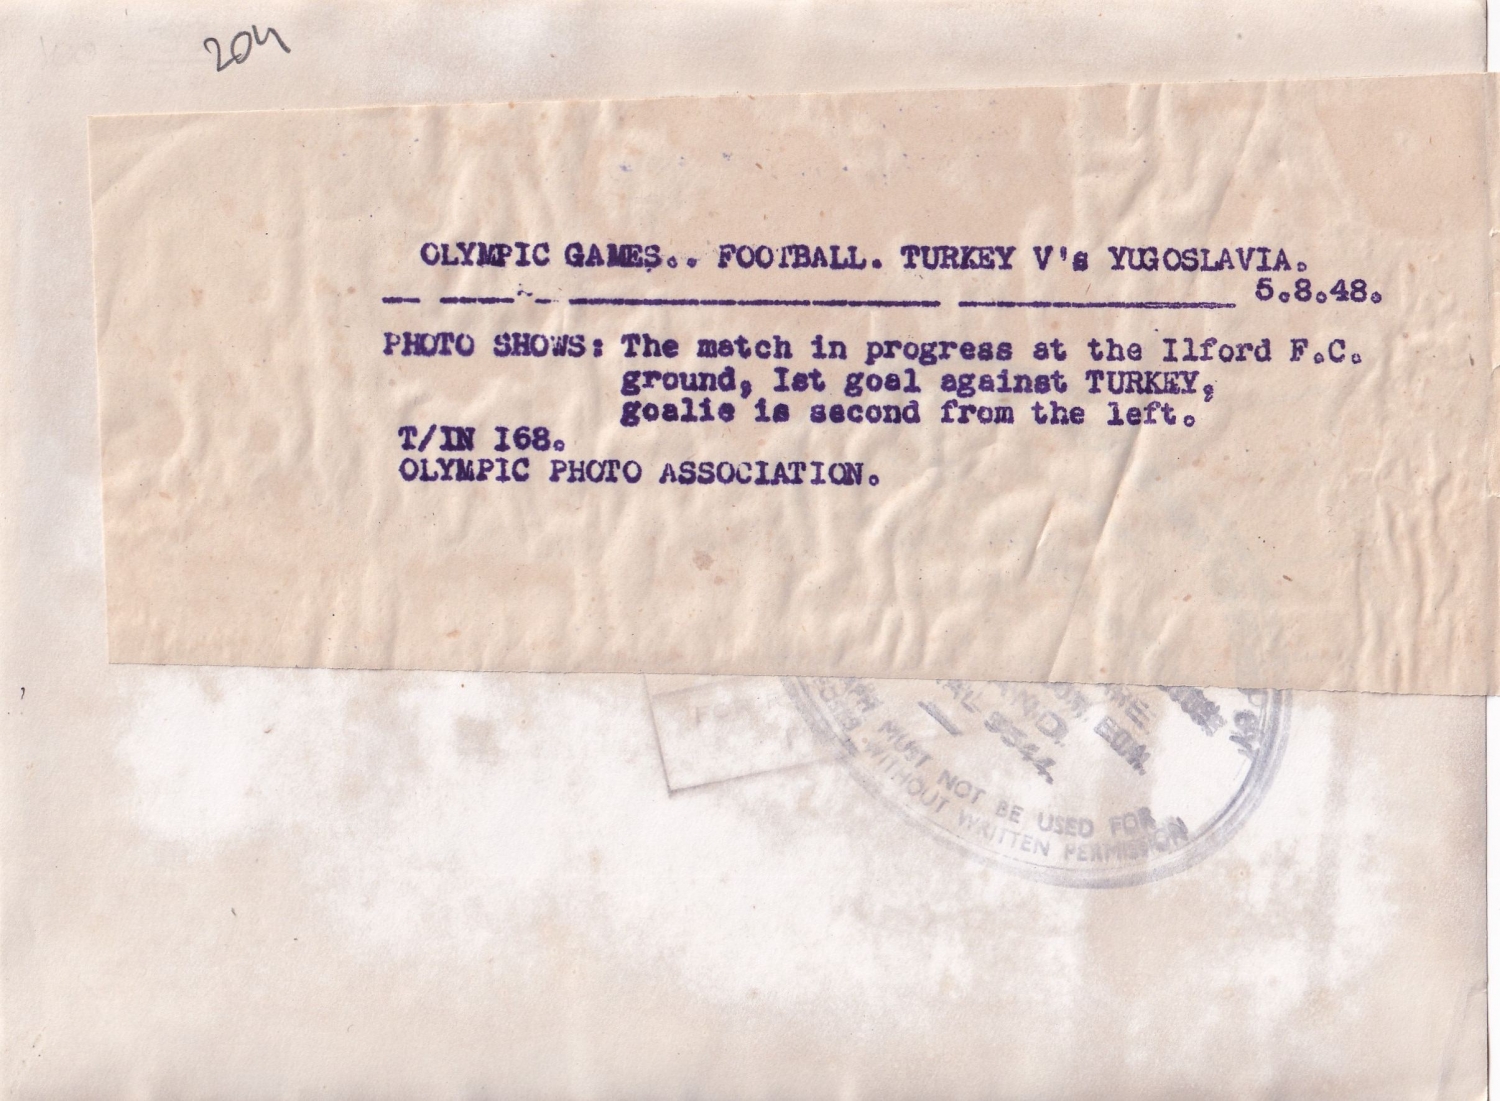 204
OLYMPIC GAMES.. FOOTBALL. TURKEY V's YUGOSLAVIA.
5.8.48.
PHOTO SHOWS: The match in progress at the Ilford F.C.
ground, Ist goal against TURKEY,
goalie is second from the left.
T/IN I68.
OLYMPIC PHOTO ASSOCIATION.
MUST NOT BE USED FOR
WITHOUT WRITTEN PERMISSION